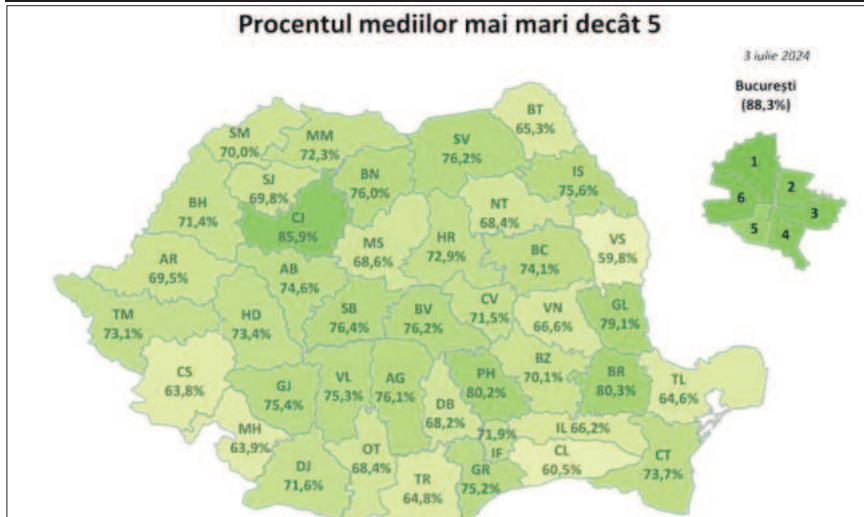 Procentul mediilor mai mari decât 5
3 iulie 2024
București
(88,3%)
1
2
6
3
5
4
BT
65,3%
SM
70,0%
MM
72,3%
SV
76,2%
SJ
69,8%
BN
76,0%
IS
75,6%
BH
71,4%
CJ
85,9%
NT
68,4%
MS
68,6%
HR
72,9%
BC
74,1%
VS
59,8%
AR
69,5%
AB
74,6%
TM
73,1%
HD
73,4%
SB
76,4%
BV
76,2%
CV
71,5%
VN
66,6%
GL
79,1%
CS
63,8%
GJ
75,4%
VL
75,3%
AG
76,1%
PH
80,2%
BZ
70,1%
BR
80,3%
TL
64,6%
DB
68,2%
MH
63,9%
71,9%
IF
IL 66,2%
OT
68,4%
CL
60,5%
CT
73,7%
DJ
71,6%
TR
64,8%
GR
75,2%